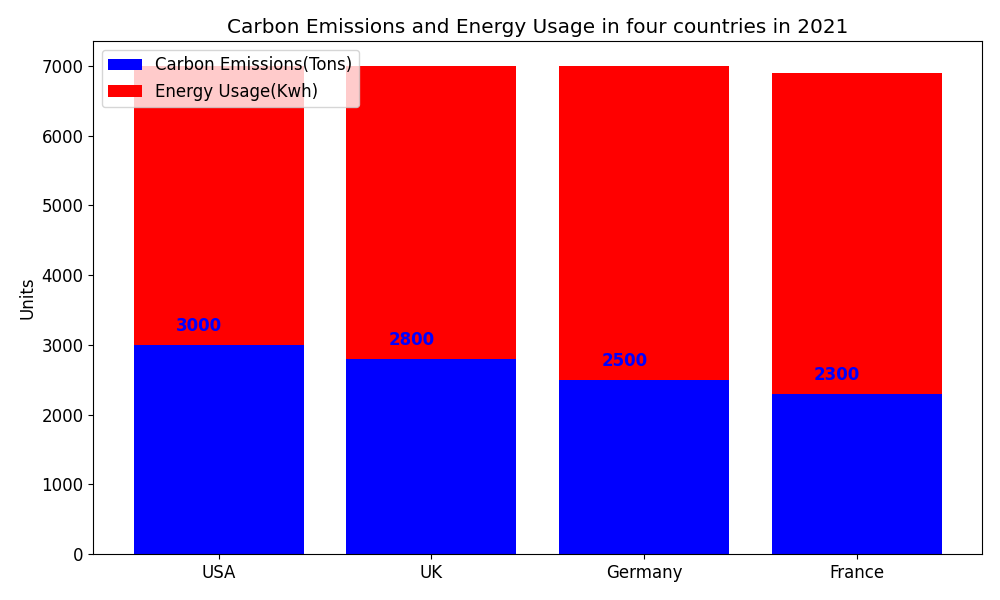 Carbon Emissions and Energy Usage in four countries in 2021
Carbon Emissions(Tons)
Energy Usage(Kwh)
Units
7000
6000
5000
4000
3000
2000
1000
0
3000
2800
2500
2300
USA
UK
Germany
France